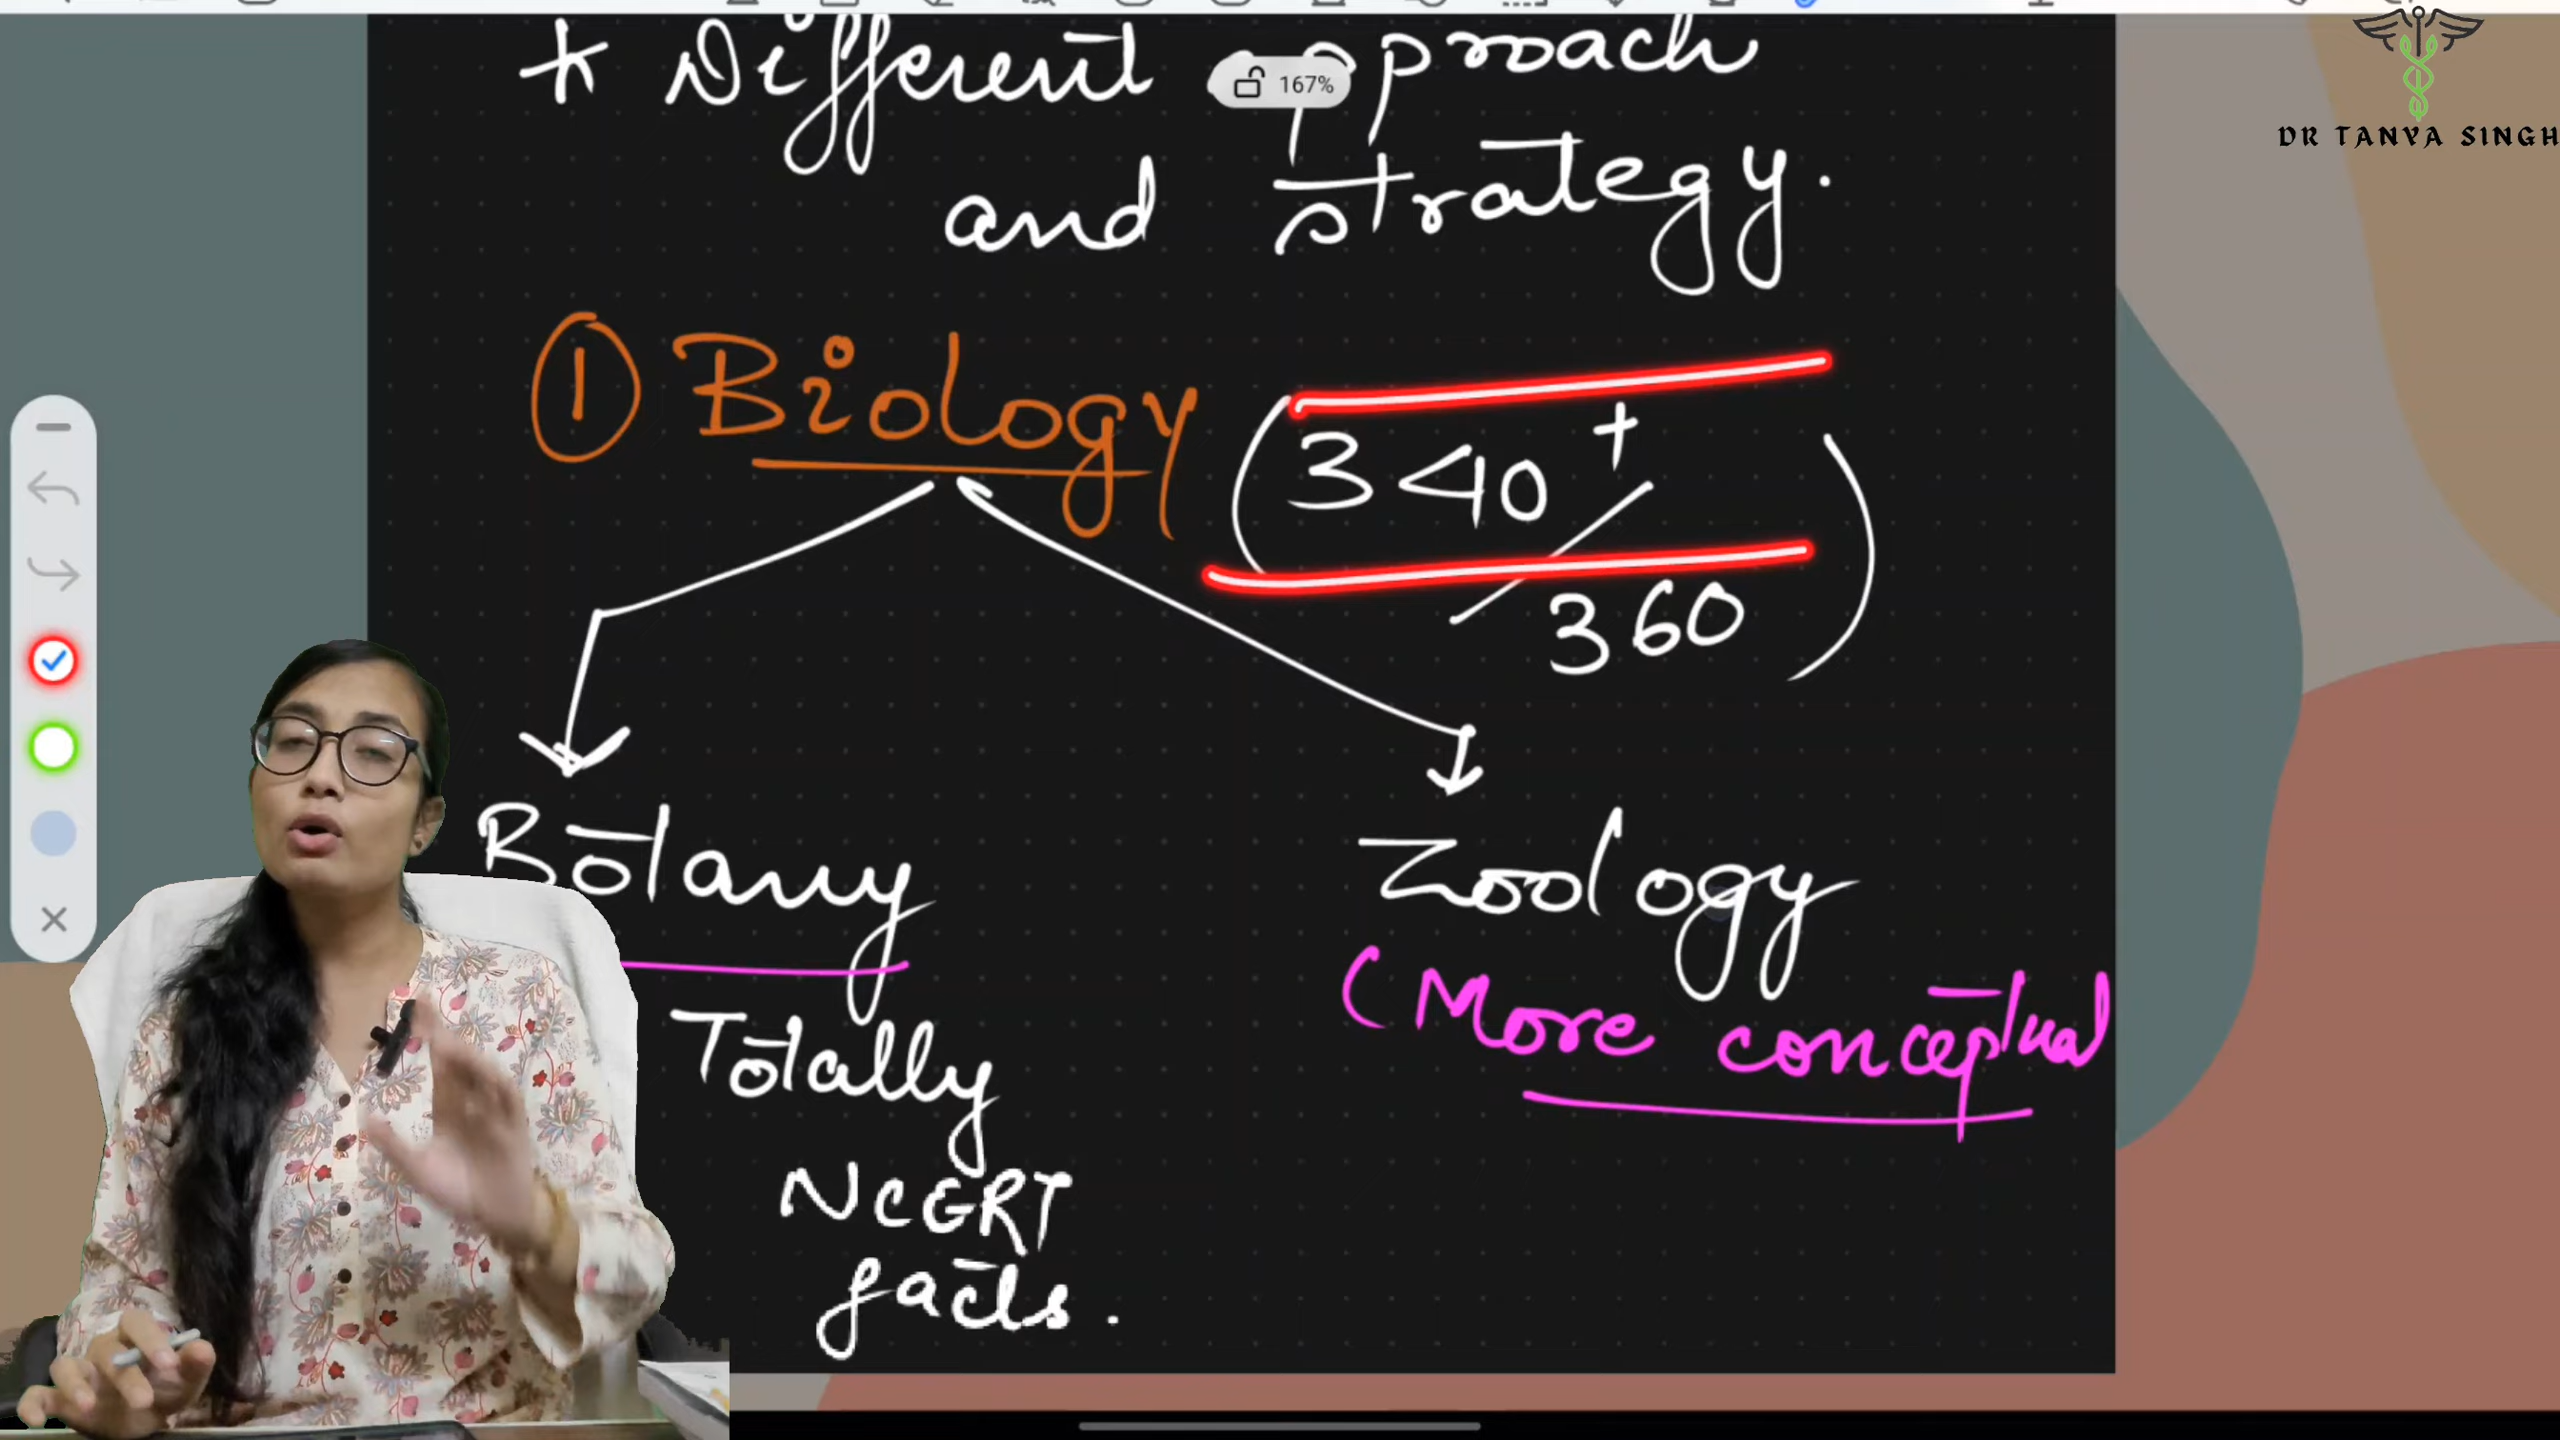 * Different approach
167%
and strategy.
DR TANYA SINGH
① Biology (340+/360)
Botany
Zoology
(More conceptual
Totally
NCERT
facts.